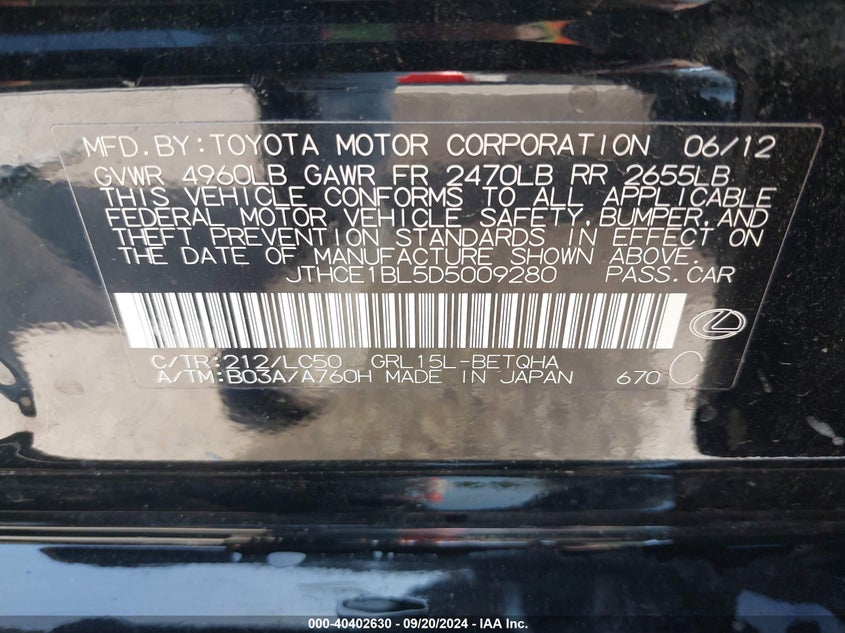 MFD.BY:TOYOTA MOTOR CORPORATION 06/12
GVWR 4960LB GAWR FR 2470LB RR 2655LB
THIS VEHICLE CONFORMS TO ALL APPLICABLE
FEDERAL MOTOR VEHICLE SAFETY,BUMPER,AND
THEFT PREVENTION STANDARDS IN EFFECT ON
THE DATE OF MANUFACTURE SHOWN ABOVE.
JTHCE1BL5D5009280 PASS.CAR
C/TR:212/LC50 GRL15L-BETQHA
A/TM:B03A/A760H MADE IN JAPAN 670 C
000-40402630 - 09/20/2024 - IAA Inc.